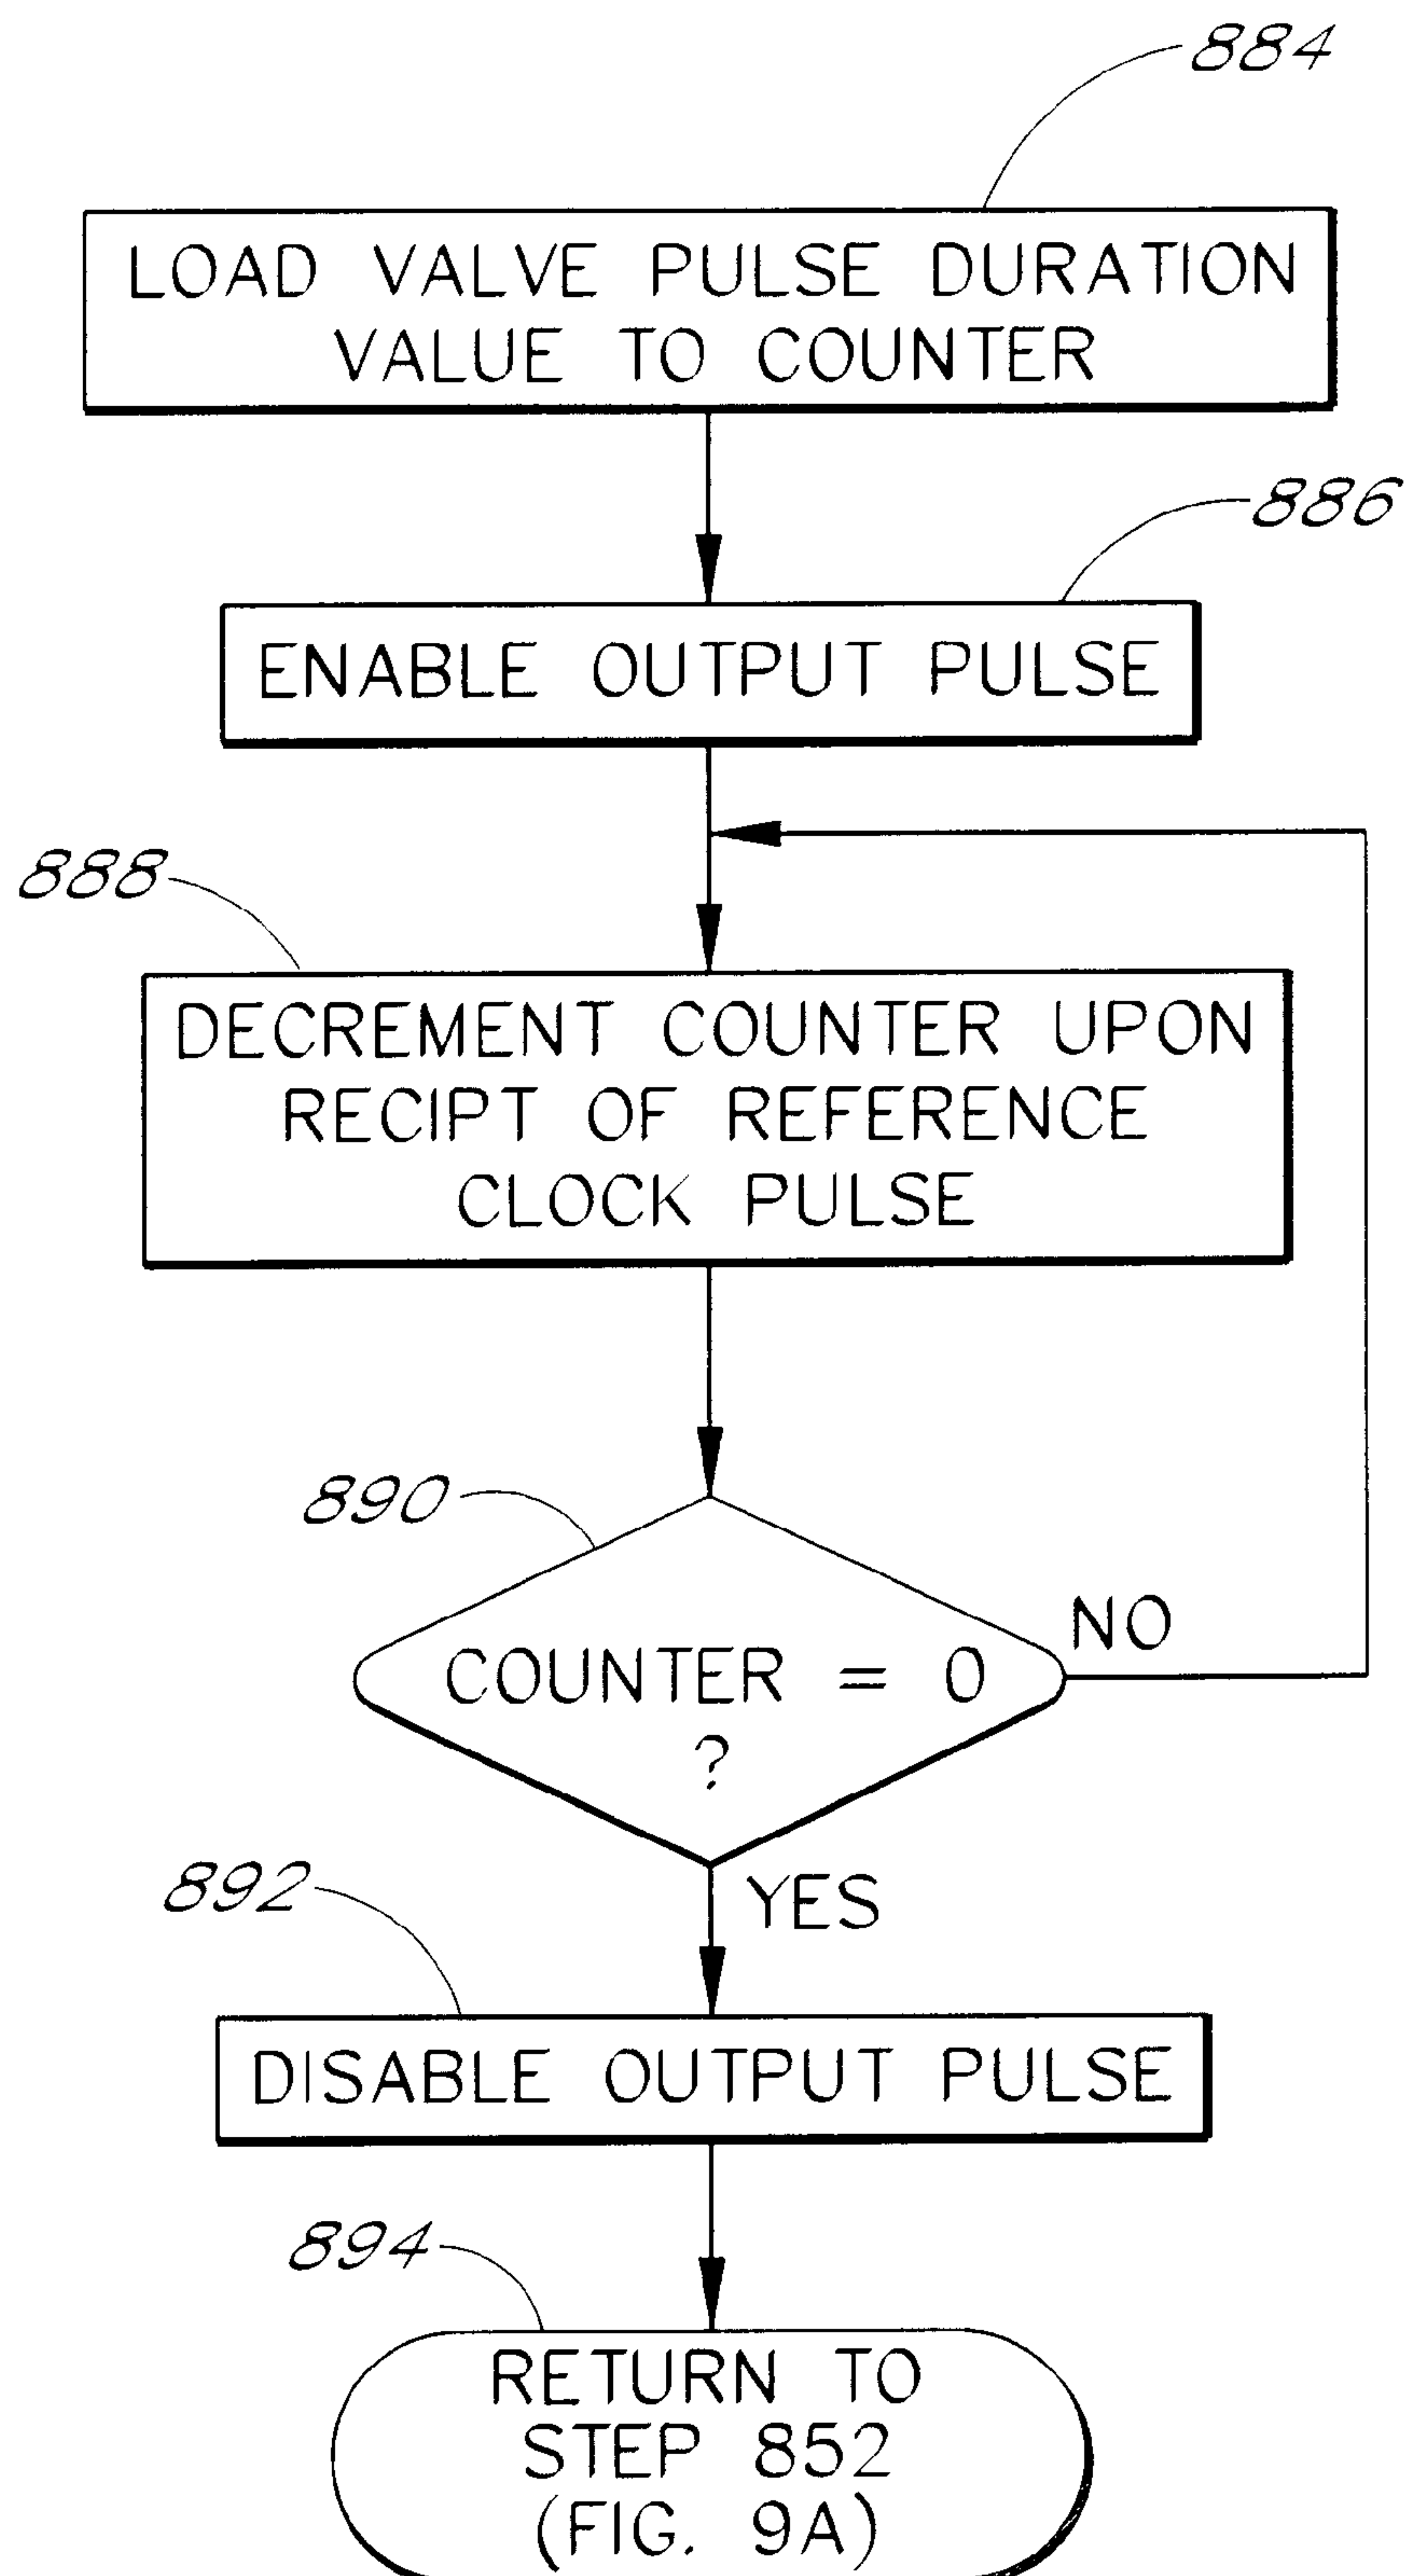 884
LOAD VALVE PULSE DURATION
VALUE TO COUNTER
886
ENABLE OUTPUT PULSE
888
DECREMENT COUNTER UPON
RECIPT OF REFERENCE
CLOCK PULSE
890
NO
COUNTER = 0
?
892
YES
DISABLE OUTPUT PULSE
894
RETURN TO
STEP 852
(FIG. 9A)